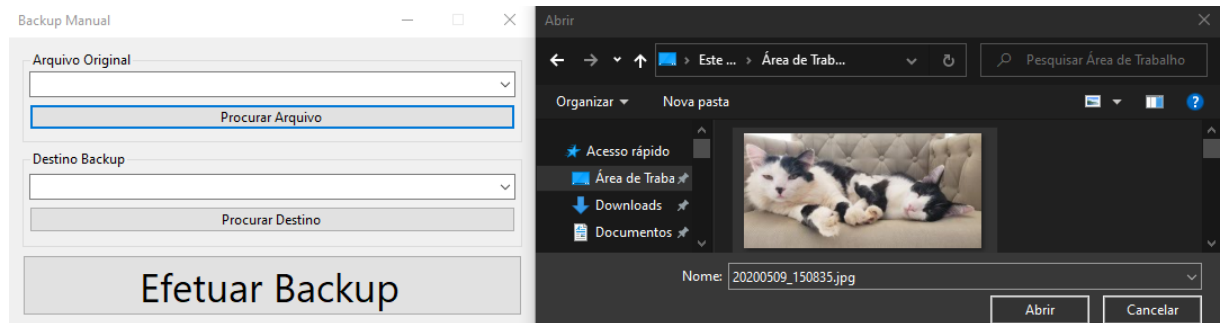 Backup Manual
Arquivo Original
Procurar Arquivo
Destino Backup
Procurar Destino
Efetuar Backup
Abrir
Este ... › Área de Trab...
Pesquisar Área de Trabalho
Organizar
Nova pasta
Acesso rápido
Área de Traba
Downloads
Documentos
Nome: 20200509_150835.jpg
Abrir Cancelar